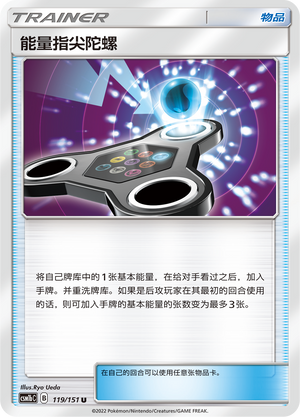 TRAINER 物品
能量指尖陀螺
将自己牌库中的1张基本能量，在给对手看过之后，加入
手牌。并重洗牌库。如果是后攻玩家在其最初的回合使用
的话，则可加入手牌的基本能量的张数变为最多3张。
在自己的回合可以使用任意张物品卡。
Illus.Ryo Ueda
CSM1bC B 119/151 U
©2022 Pokémon/Nintendo/Creatures/GAME FREAK.